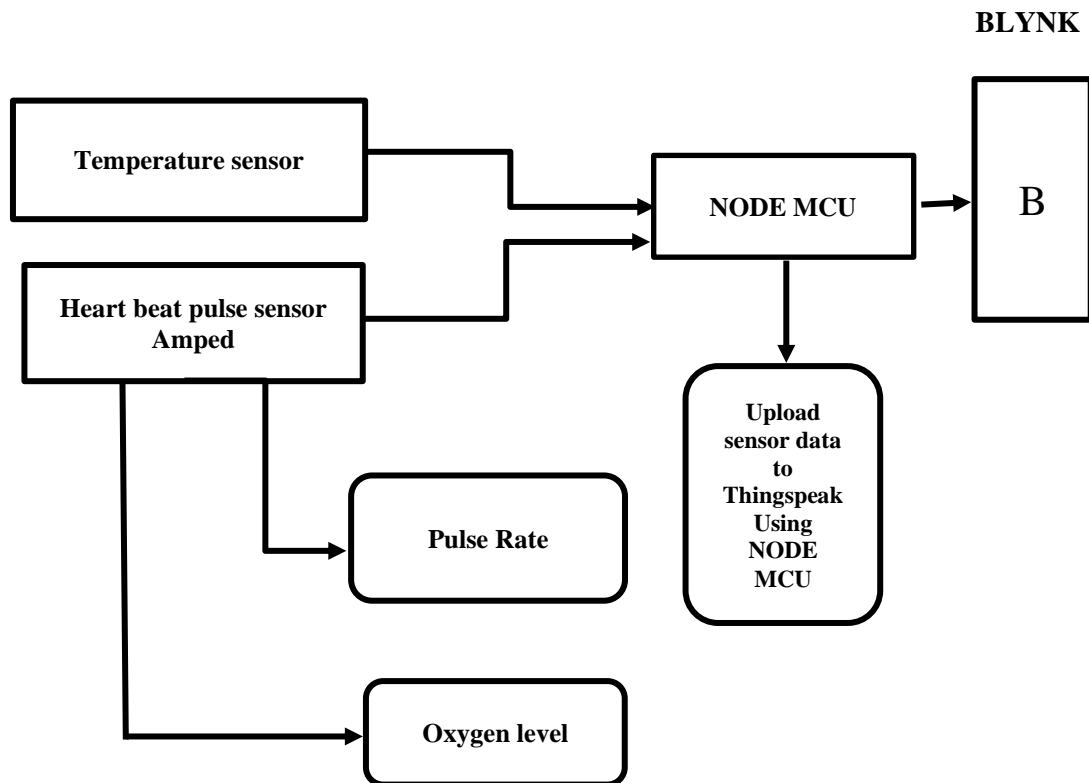 BLYNK
Temperature sensor
NODE MCU
B
Heart beat pulse sensor
Amped
Upload
sensor data
to
Thingspeak
Using
NODE
MCU
Pulse Rate
Oxygen level